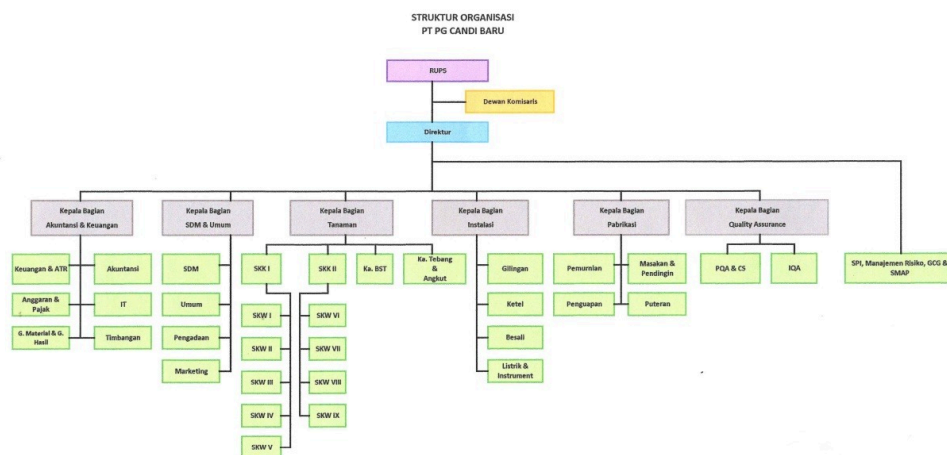 STRUKTUR ORGANISASI
PT PG CANDI BARU
RUPS
Dewan Komisaris
Direktur
Kepala Bagian
Akuntansi & Keuangan
Kepala Bagian
SDM & Umum
Kepala Bagian
Tanaman
Kepala Bagian
Instalasi
Kepala Bagian
Pabrikasi
Kepala Bagian
Quality Assurance
Keuangan & ATR
Akuntansi
Anggaran &
Pajak
IT
G. Material & G.
Hasil
Timbangan
SDM
Umum
Pengadaan
Marketing
SKK I
SKK II
Ka. BST
Ka. Tebang
&
Angkut
SKW I
SKW II
SKW III
SKW IV
SKW V
SKW VI
SKW VII
SKW VIII
SKW IX
Gilingan
Ketel
Besali
Listrik &
Instrument
Pemurnian
Masakan &
Pendingin
Penguapan
Puteran
PQA & CS
IQA
SPI, Manajemen Risiko, GCG &
SMAP